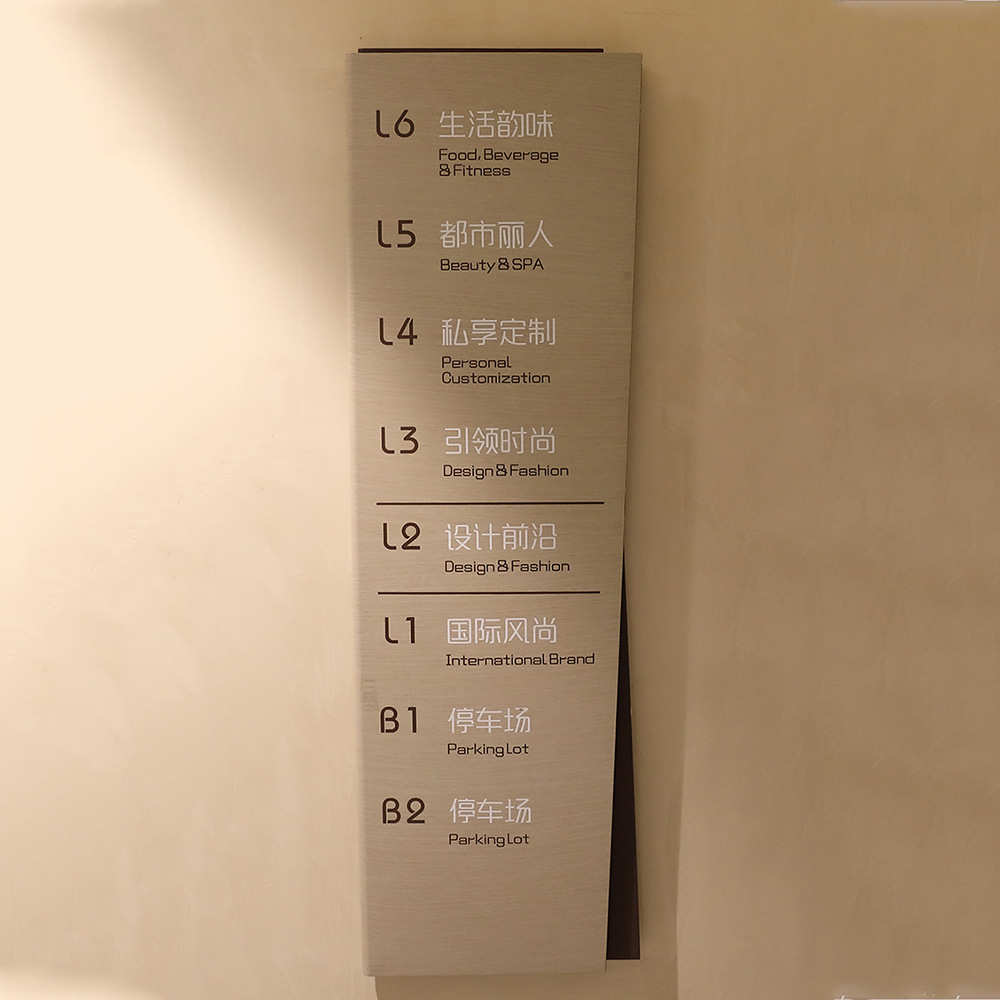 L6 生活韵味
Food, Beverage
& Fitness
L5 都市丽人
Beauty & SPA
L4 私享定制
Personal
Customization
L3 引领时尚
Design & Fashion
L2 设计前沿
Design & Fashion
L1 国际风尚
International Brand
B1 停车场
Parking Lot
B2 停车场
Parking Lot